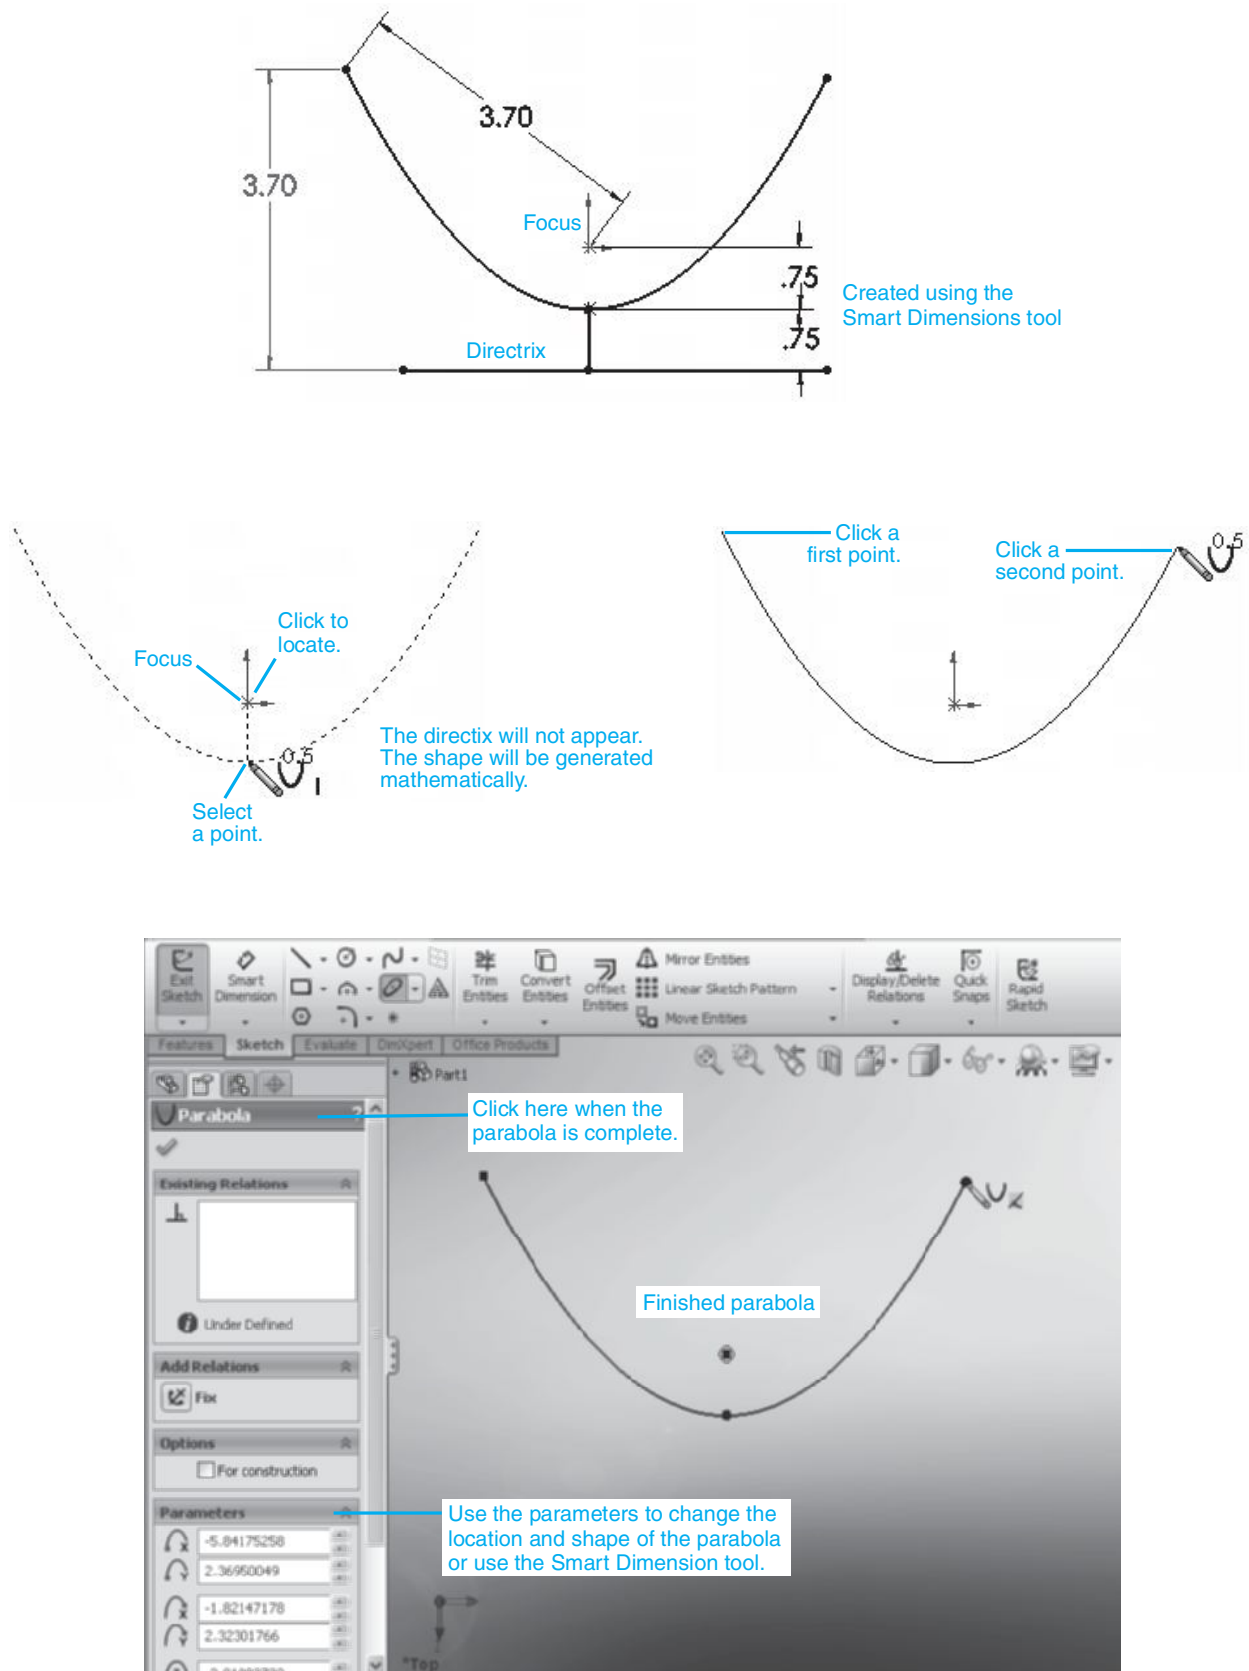 3.70
3.70
Focus
.75
Created using the
Smart Dimensions tool
.75
Directrix
Click a
first point.
0.5
Click a
second point.
Click to
locate.
Focus
The directix will not appear.
The shape will be generated
mathematically.
0.5
Select
a point.
Exit
Sketch
Smart
Dimension
Trim
Entities
Convert
Entities
Offset
Entities
Mirror Entities
Linear Sketch Pattern
Move Entities
Display/Delete
Relations
Quick
Snaps
Rapid
Sketch
Features
Sketch
Evaluate
DimXpert
Office Products
Part1
Parabola
?
Click here when the
parabola is complete.
Existing Relations
Under Defined
Finished parabola
Add Relations
Fix
Options
For construction
Parameters
Use the parameters to change the
location and shape of the parabola
or use the Smart Dimension tool.
-5.84175258
2.36950049
-1.82147178
2.32301766
*Top